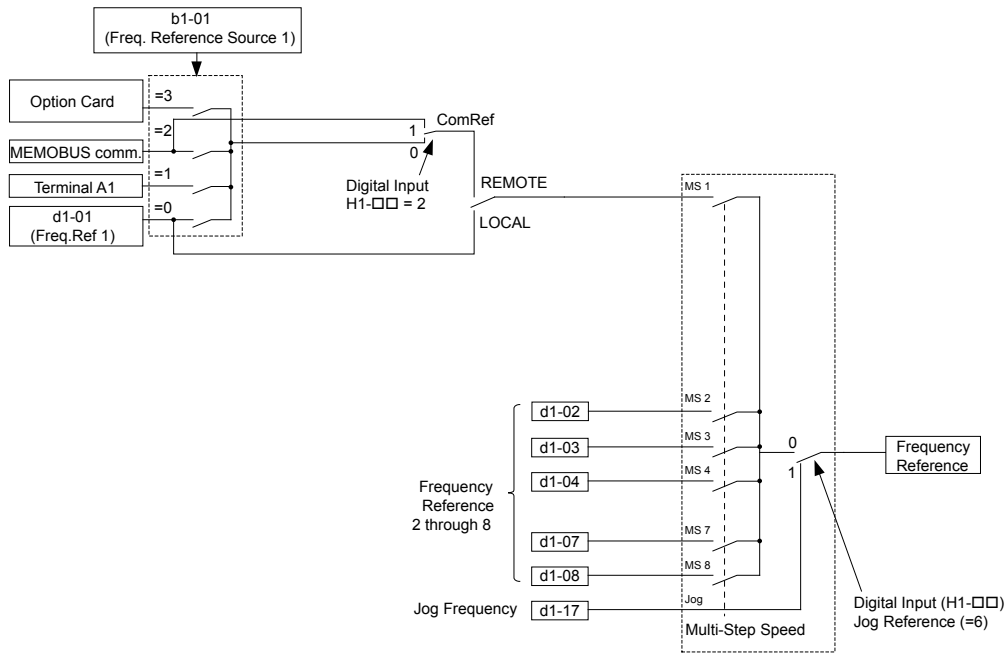 b1-01
(Freq. Reference Source 1)
Option Card
=3
=2
MEMOBUS comm.
Terminal A1
=1
d1-01
(Freq.Ref 1)
=0
ComRef
1
0
Digital Input
H1-□□ = 2
REMOTE
LOCAL
MS 1
MS 2
d1-02
MS 3
d1-03
MS 4
d1-04
Frequency
Reference
2 through 8
MS 7
d1-07
MS 8
d1-08
Jog
Jog Frequency
d1-17
Multi-Step Speed
0
1
Frequency
Reference
Digital Input (H1-□□)
Jog Reference (=6)